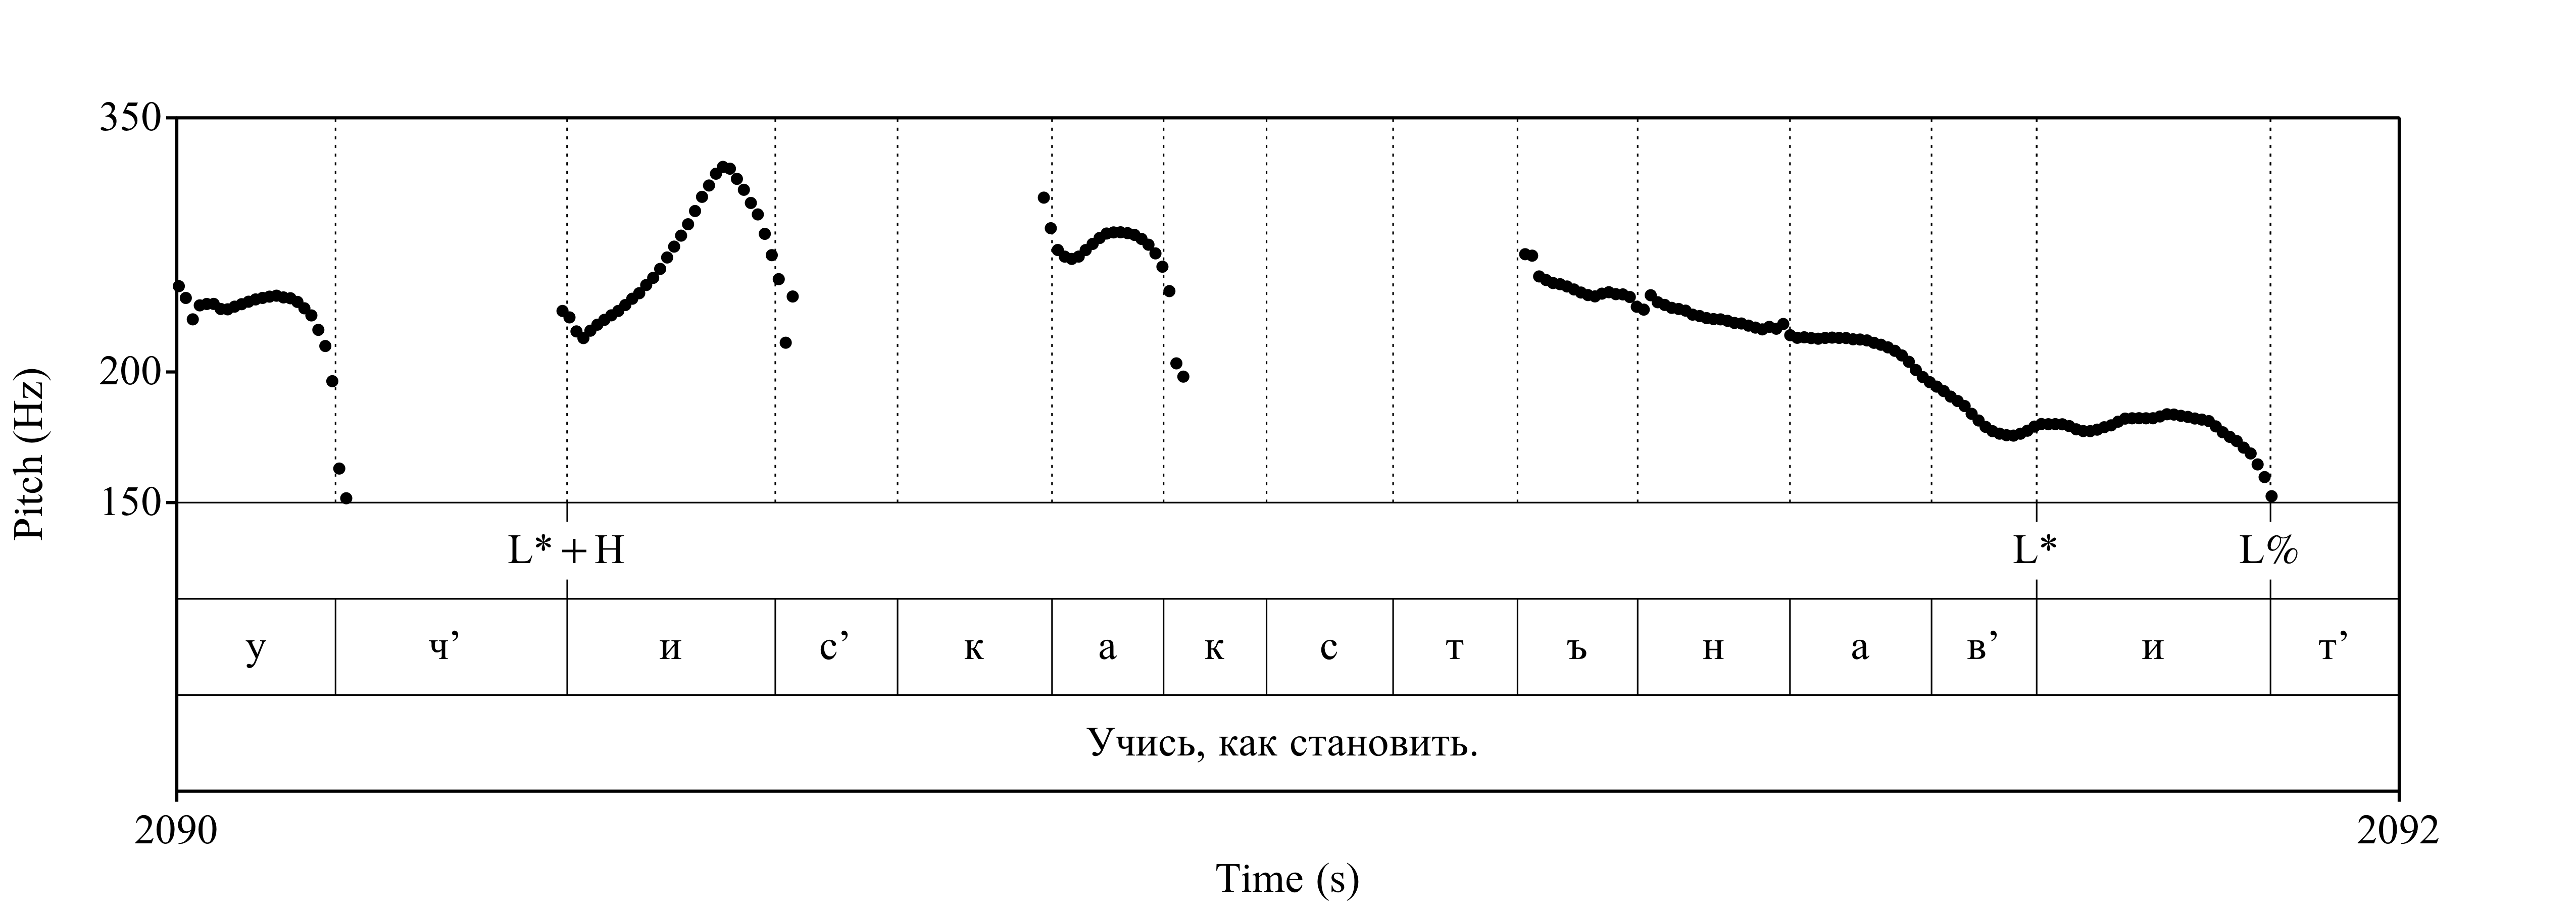 350
200
150
Pitch (Hz)
L*+H L* L%
у ч’ и с’ к а к с т ъ н а в’ и т’
Учись, как становить.
2090 2092
Time (s)